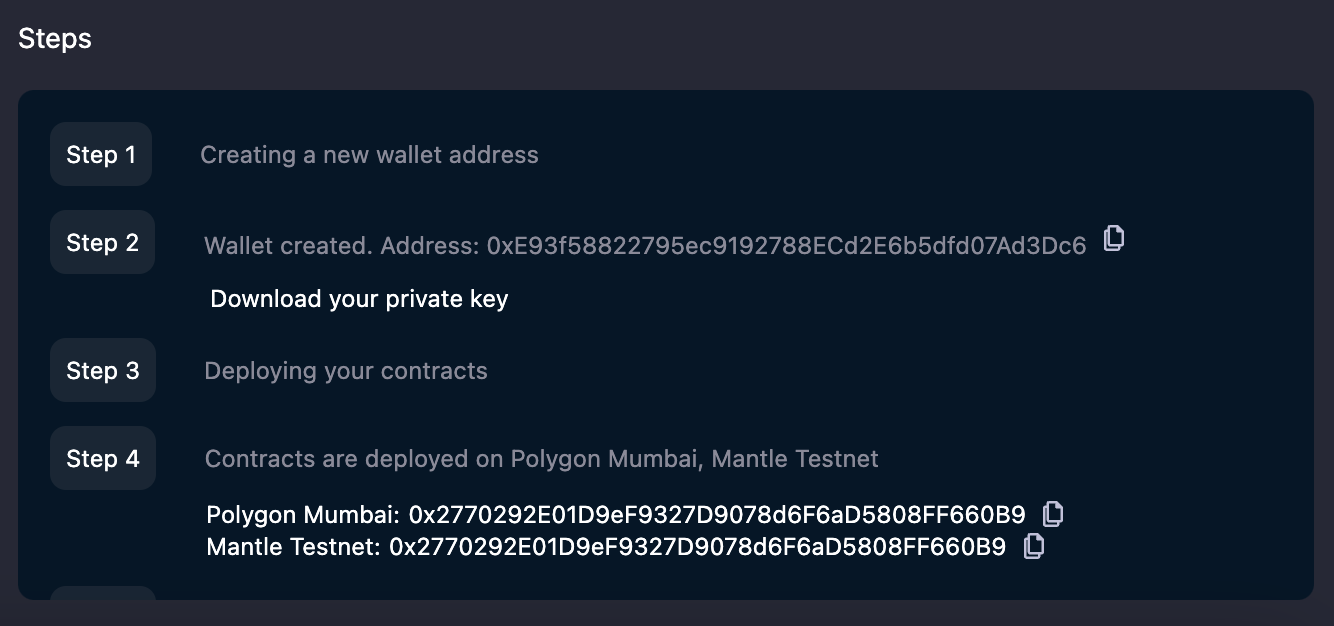 Steps
Step 1 Creating a new wallet address
Step 2 Wallet created. Address: 0xE93f58822795ec9192788ECd2E6b5dfd07Ad3Dc6
Download your private key
Step 3 Deploying your contracts
Step 4 Contracts are deployed on Polygon Mumbai, Mantle Testnet
Polygon Mumbai: 0x2770292E01D9eF9327D9078d6F6aD5808FF660B9
Mantle Testnet: 0x2770292E01D9eF9327D9078d6F6aD5808FF660B9